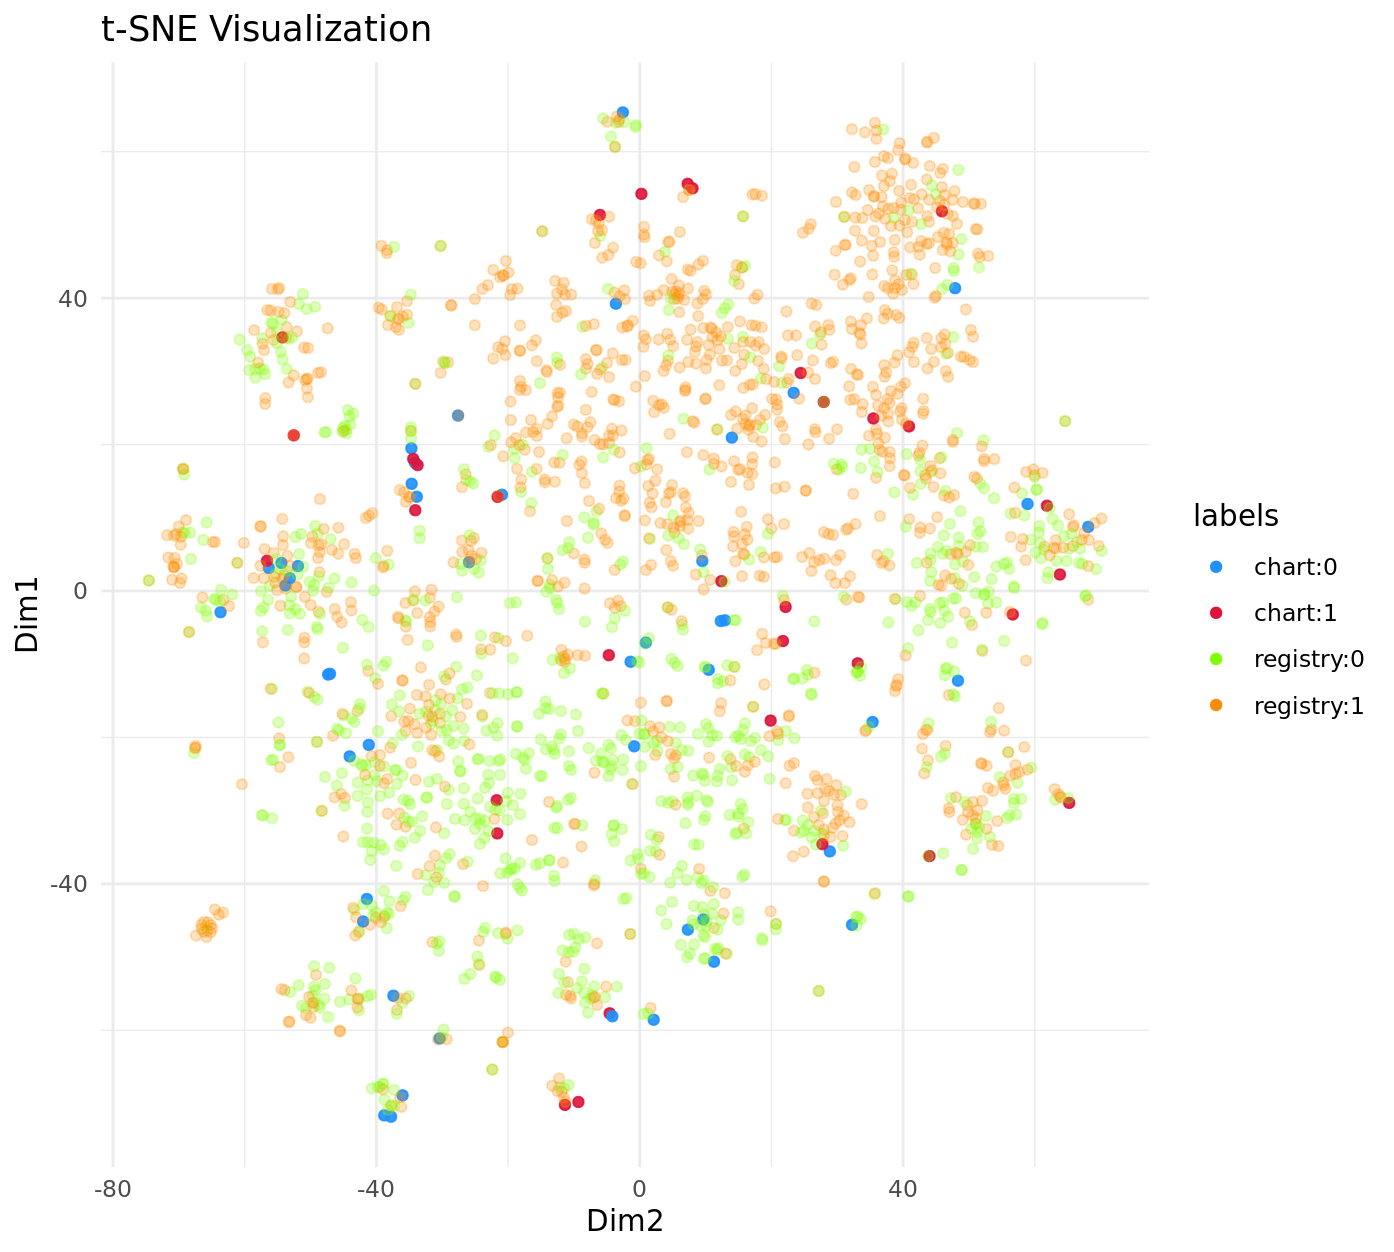 t-SNE Visualization
Dim1
40
0
-40
-80
-40
0
40
Dim2
labels
chart:0
chart:1
registry:0
registry:1